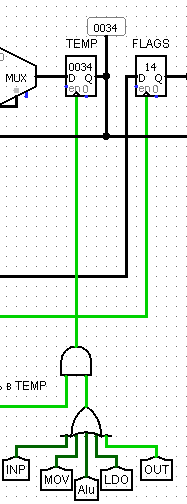 0034
TEMP
FLAGS
MUX
0034
D Q
en 0
14
D Q
en 0
в TEMP
INP
MOV
Alu
LDO
OUT